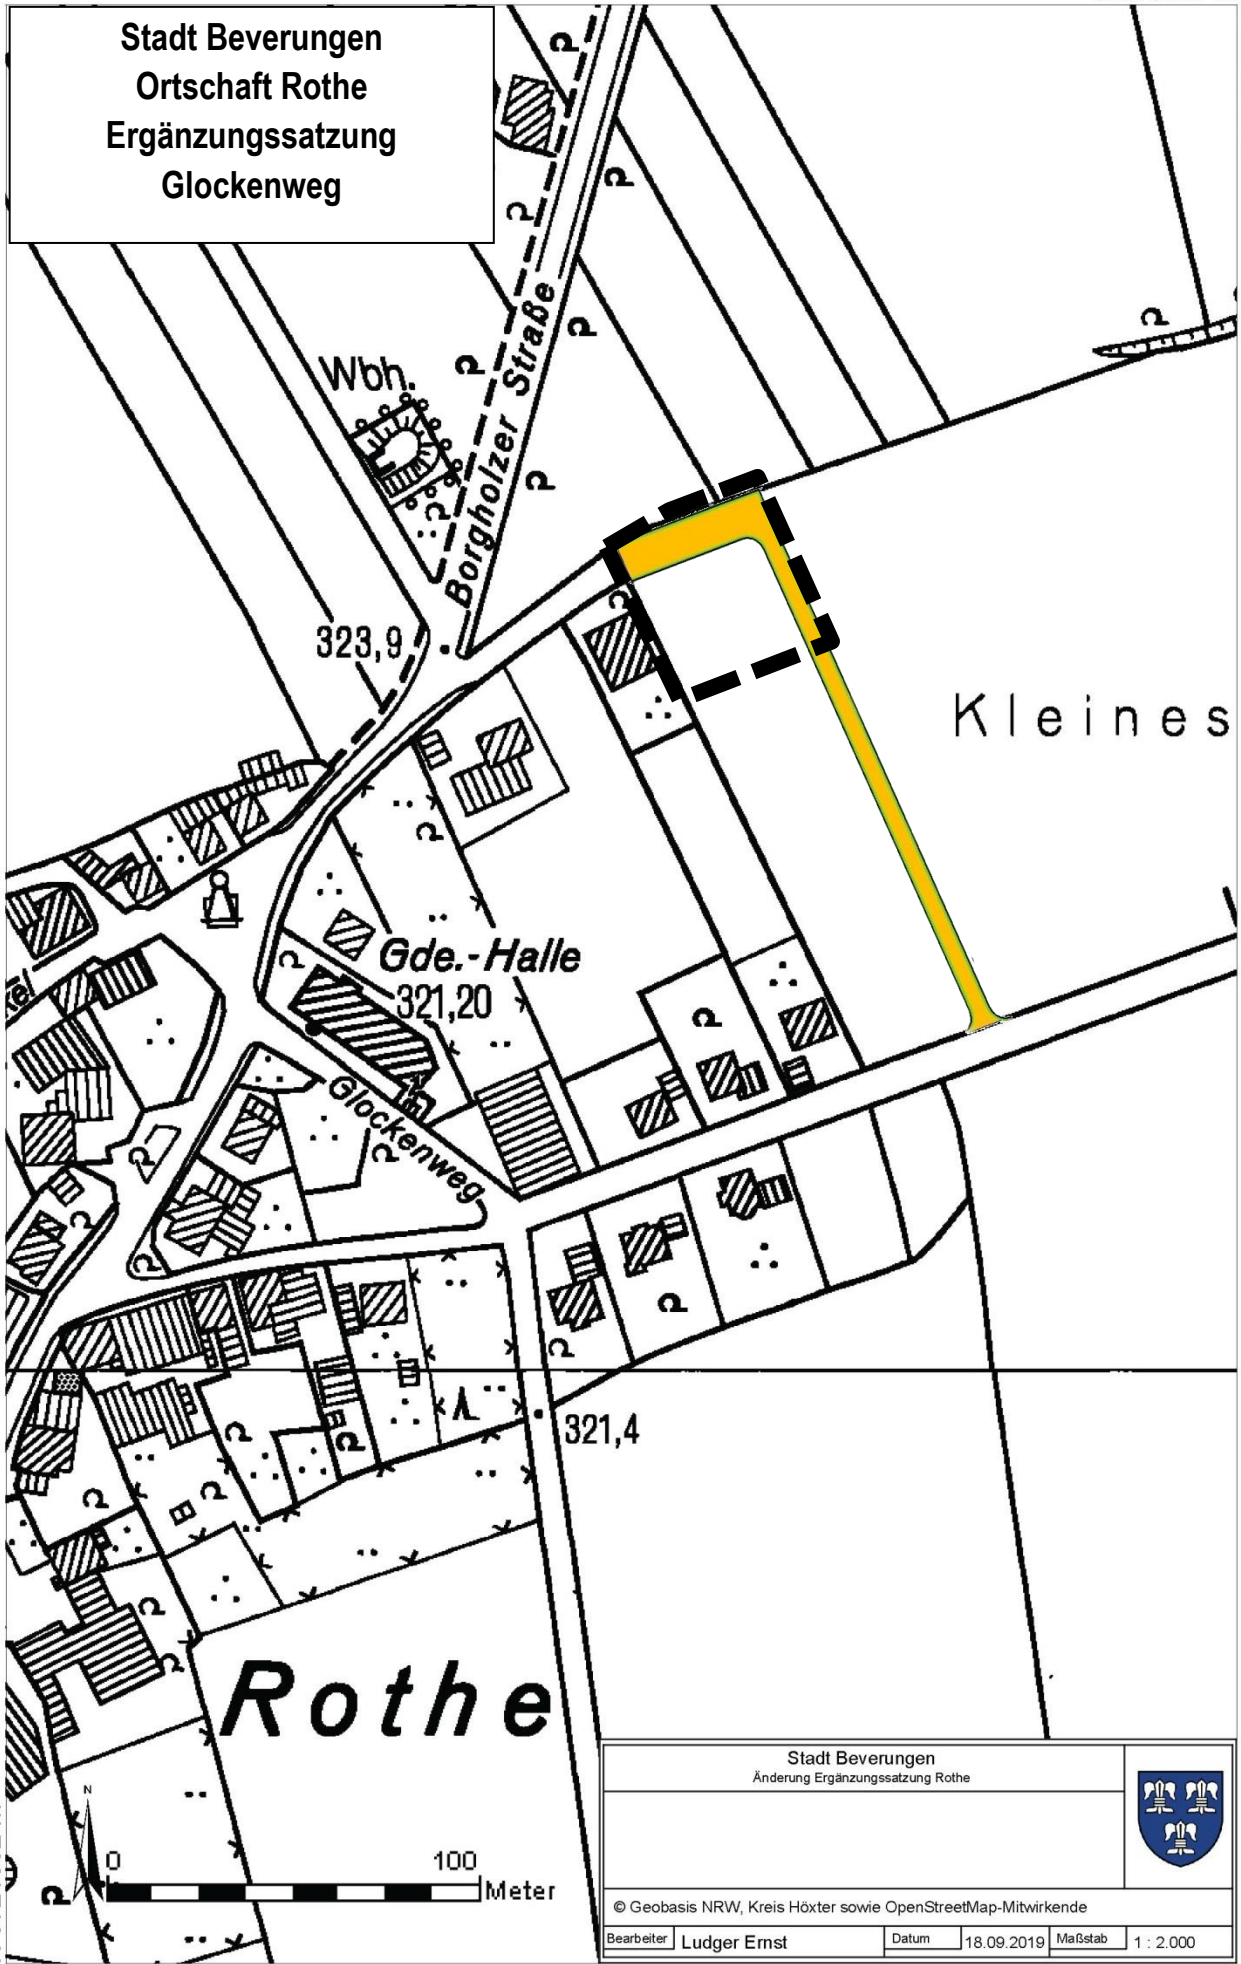 Stadt Beverungen
Ortschaft Rothe
Ergänzungssatzung
Glockenweg
Borgholzer Straße
Wbh.
323,9
Kleines
Gde.-Halle
321,20
Glockenweg
321,4
Rothe
N
0 100
Meter
Stadt Beverungen
Änderung Ergänzungssatzung Rothe
© Geobasis NRW, Kreis Höxter sowie OpenStreetMap-Mitwirkende
Bearbeiter Ludger Ernst Datum 18.09.2019 Maßstab 1 : 2.000